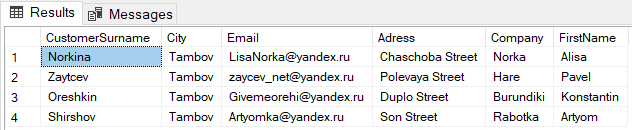 Results Messages
CustomerSurname City Email Adress Company FirstName
1 Norkina Tambov LisaNorka@yandex.ru Chaschoba Street Norka Alisa
2 Zaytcev Tambov zaycev_net@yandex.ru Polevaya Street Hare Pavel
3 Oreshkin Tambov Givemeorehi@yandex.ru Duplo Street Burundiki Konstantin
4 Shirshov Tambov Artyomka@yandex.ru Son Street Rabotka Artyom